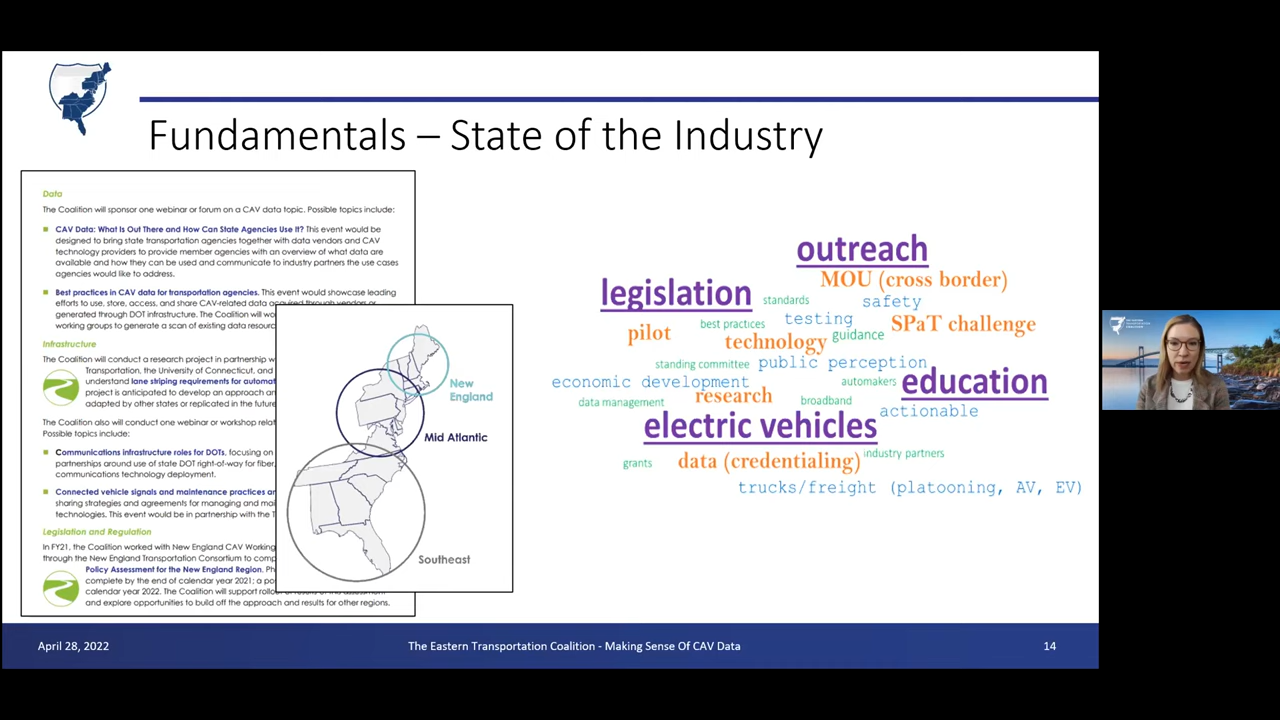 Fundamentals – State of the Industry
Data
The Coalition will sponsor one webinar or forum on a CAV data topic. Possible topics include:
CAV Data: What Is Out There and How Can State Agencies Use It? This event would be
designed to bring state transportation agencies together with data vendors and CAV
technology providers to provide member agencies with an overview of what data are
available and how they can be used and communicate to industry partners the use cases
agencies would like to address.
Best practices in CAV data for transportation agencies. This event would showcase leading
efforts to use, store, access, and share CAV-related data acquired through vendors or
generated through DOT infrastructure. The Coalition will wo
working groups to generate a scan of existing data resourc
Infrastructure
The Coalition will conduct a research project in partnership w
Transportation, the University of Connecticut, and
understand lane striping requirements for automat
project is anticipated to develop an approach an
adapted by other states or replicated in the future
The Coalition also will conduct one webinar or workshop relat
Possible topics include:
Communications infrastructure roles for DOTs, focusing on
partnerships around use of state DOT right-of-way for fiber,
communications technology deployment.
Connected vehicle signals and maintenance practices an
sharing strategies and agreements for managing and mai
technologies. This event would be in partnership with the T
Legislation and Regulation
In FY21, the Coalition worked with New England CAV Working
through the New England Transportation Consortium to comp
Policy Assessment for the New England Region. Ph
complete by the end of calendar year 2021; a po
calendar year 2022. The Coalition will support rollo
and explore opportunities to build off the approach and results for other regions.
New
England
Mid Atlantic
Southeast
outreach
MOU (cross border)
legislation standards safety
pilot best practices testing guidance SPaT challenge
technology
standing committee public perception
economic development automakers education
data management research broadband actionable
electric vehicles
grants data (credentialing) industry partners
trucks/freight (platooning, AV, EV)
April 28, 2022
The Eastern Transportation Coalition - Making Sense Of CAV Data
14